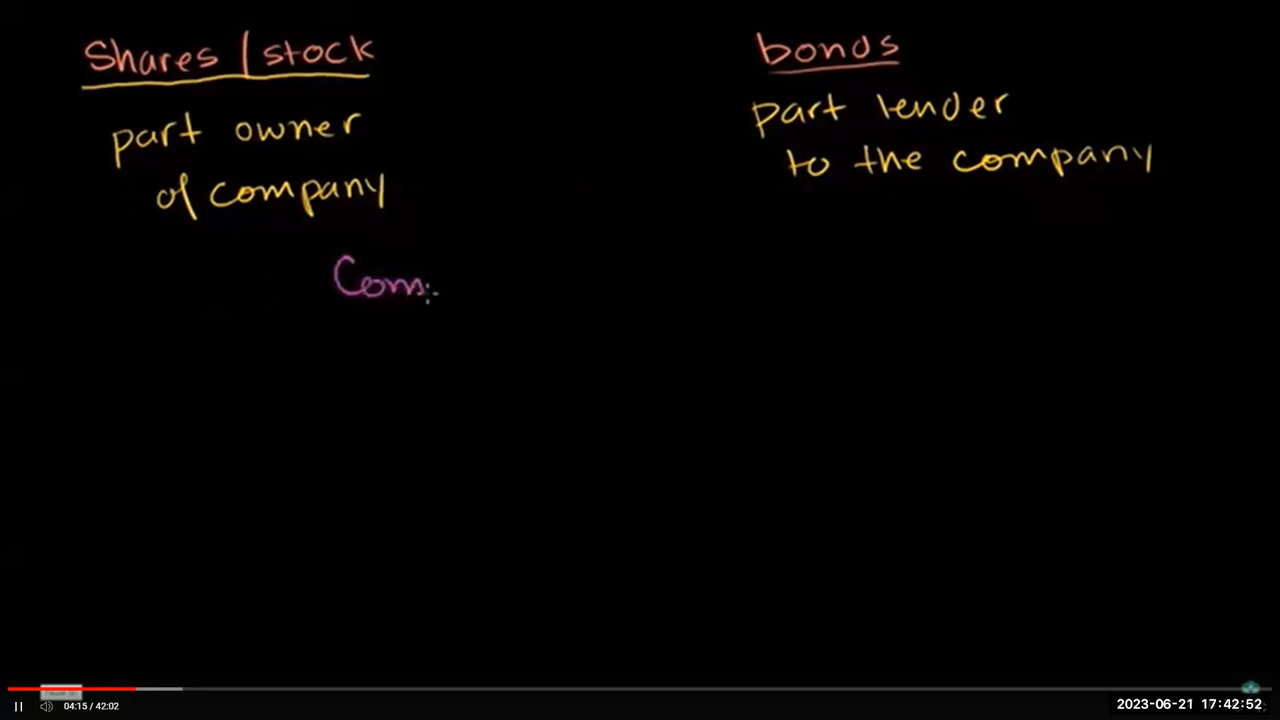 Shares | stock
part owner
of company
bonds
part lender
to the company
Com
04:15 / 42:02
2023-06-21 17:42:52